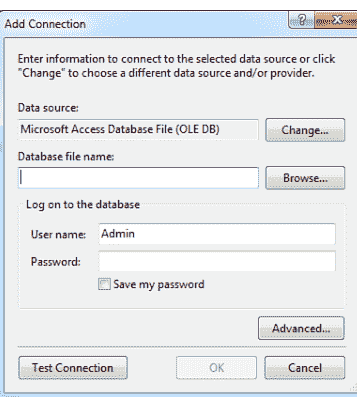 Add Connection
Enter information to connect to the selected data source or click
"Change" to choose a different data source and/or provider.
Data source:
Microsoft Access Database File (OLE DB)
Change...
Database file name:
Browse...
Log on to the database
User name:
Admin
Password:
Save my password
Advanced...
Test Connection
OK
Cancel